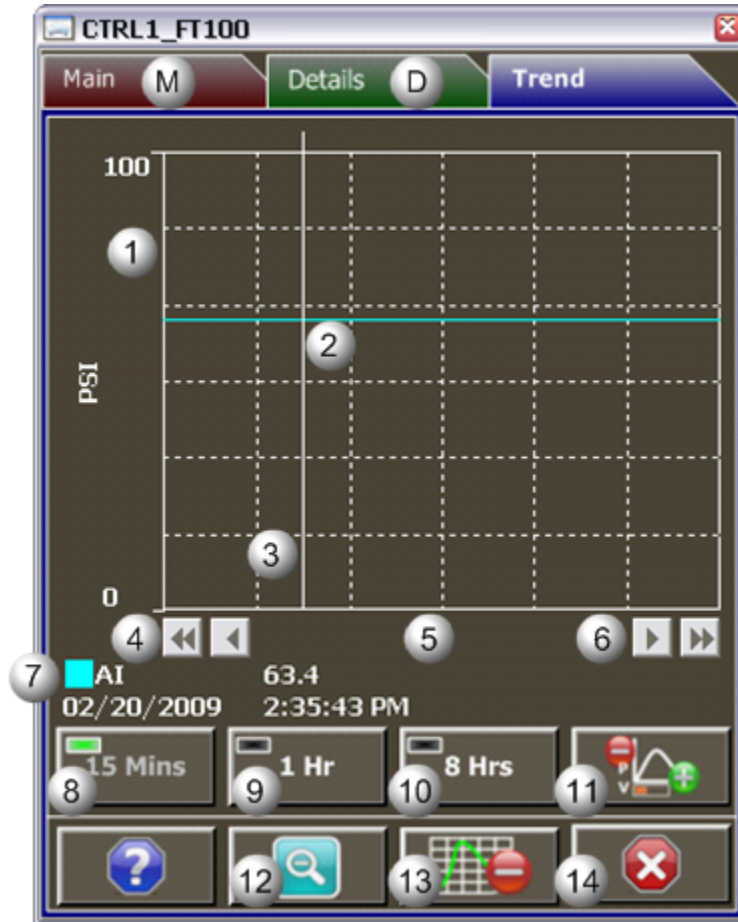 CTRL1_FT100
Main M Details D Trend
100
1
2
PSI
3
0
4 5 6
7 AI 63.4
02/20/2009 2:35:43 PM
15 Mins 1 Hr 8 Hrs P V
8 9 10 11
?
12 13 14